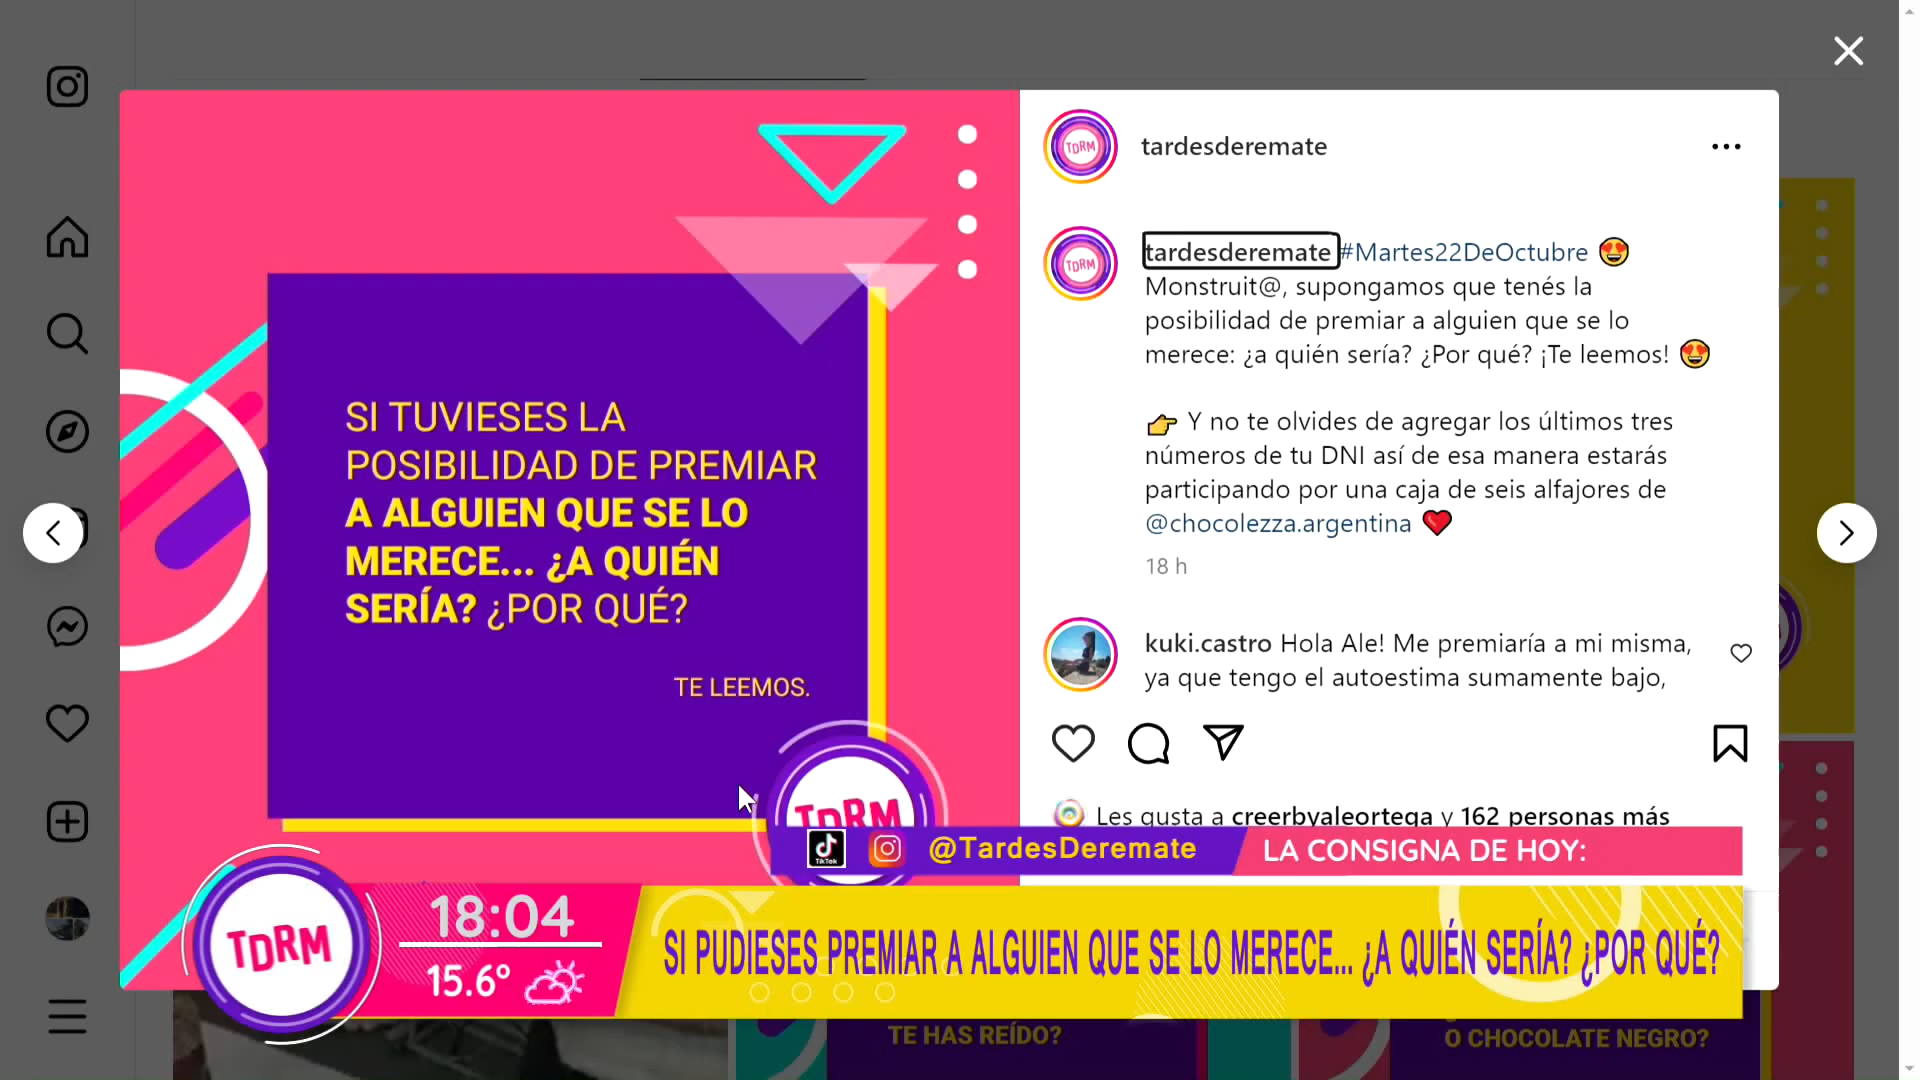 SI TUVIESES LA
POSIBILIDAD DE PREMIAR
A ALGUIEN QUE SE LO
MERECE... ¿A QUIÉN
SERÍA? ¿POR QUÉ?
TE LEEMOS.
TDRM
TDRM
tardesderemate
TDRM
tardesderemate #Martes22DeOctubre
Monstruit@, supongamos que tenés la
posibilidad de premiar a alguien que se lo
merece: ¿a quién sería? ¿Por qué? ¡Te leemos!
Y no te olvides de agregar los últimos tres
números de tu DNI así de esa manera estarás
participando por una caja de seis alfajores de
@chocolezza.argentina
18 h
kuki.castro Hola Ale! Me premiaría a mi misma,
ya que tengo el autoestima sumamente bajo,
Les gusta a creerbyaleortega y 162 personas más
TikTok
@TardesDeremate
LA CONSIGNA DE HOY:
TDRM
18:04
15.6°
SI PUDIESES PREMIAR A ALGUIEN QUE SE LO MERECE... ¿A QUIÉN SERÍA? ¿POR QUÉ?
TE HAS REÍDO?
O CHOCOLATE NEGRO?